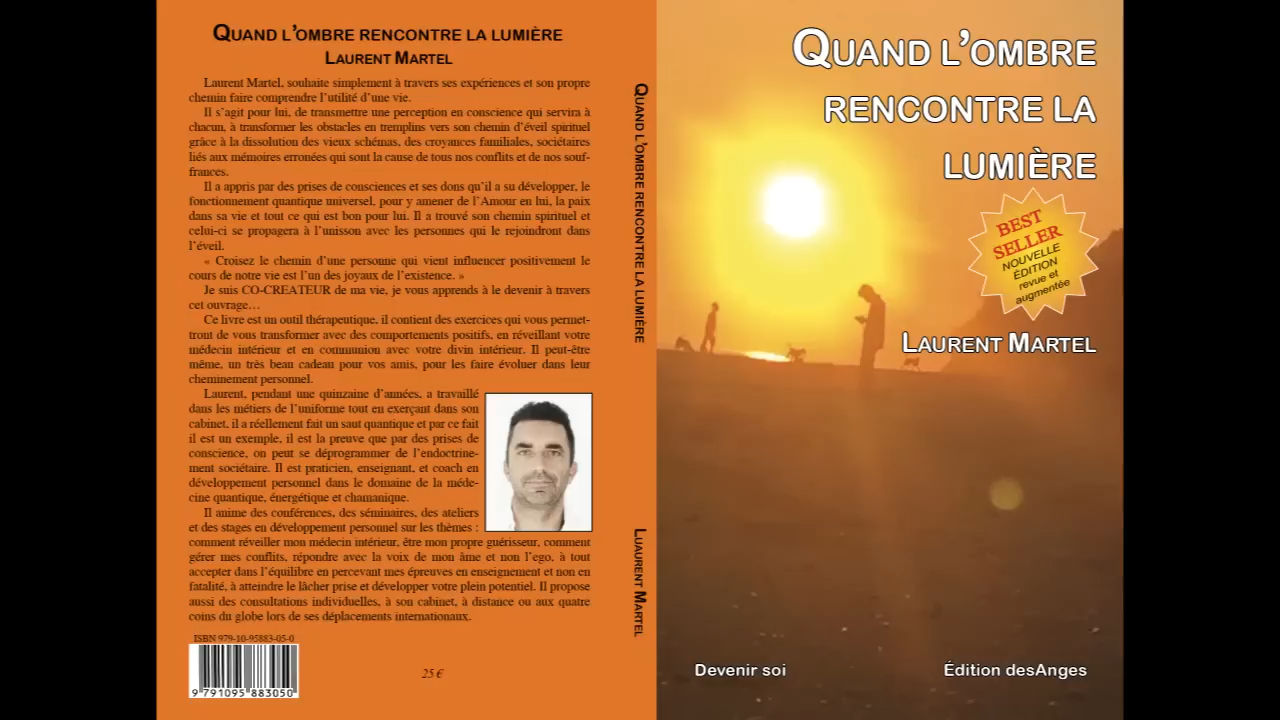 QUAND L'OMBRE RENCONTRE LA LUMIÈRE
LAURENT MARTEL
Laurent Martel, souhaite simplement à travers ses expériences et son propre
chemin faire comprendre l'utilité d'une vie.
Il s'agit pour lui, de transmettre une perception en conscience qui servira à
chacun, à transformer les obstacles en tremplins vers son chemin d'éveil spirituel
grâce à la dissolution des vieux schémas, des croyances familiales, sociétaires
liés aux mémoires erronées qui sont la cause de tous nos conflits et de nos souf-
frances.
Il a appris par des prises de consciences et ses dons qu'il a su développer, le
fonctionnement quantique universel, pour y amener de l'Amour en lui, la paix
dans sa vie et tout ce qui est bon pour lui. Il a trouvé son chemin spirituel et
celui-ci se propagera à l'unisson avec les personnes qui le rejoindront dans
l'éveil.
« Croisez le chemin d'une personne qui vient influencer positivement le
cours de notre vie est l'un des joyaux de l'existence. »
Je suis CO-CREATEUR de ma vie, je vous apprends à le devenir à travers
cet ouvrage…
Ce livre est un outil thérapeutique, il contient des exercices qui vous permet-
tront de vous transformer avec des comportements positifs, en réveillant votre
médecin intérieur et en communion avec votre divin intérieur. Il peut-être
même, un très beau cadeau pour vos amis, pour les faire évoluer dans leur
cheminement personnel.
Laurent, pendant une quinzaine d'années, a travaillé
dans les métiers de l'uniforme tout en exerçant dans son
cabinet, il a réellement fait un saut quantique et par ce fait
il est un exemple, il est la preuve que par des prises de
conscience, on peut se déprogrammer de l'endoctrine-
ment sociétaire. Il est praticien, enseignant, et coach en
développement personnel dans le domaine de la méde-
cine quantique, énergétique et chamanique.
Il anime des conférences, des séminaires, des ateliers
et des stages en développement personnel sur les thèmes :
comment réveiller mon médecin intérieur, être mon propre guérisseur, comment
gérer mes conflits, répondre avec la voix de mon âme et non l'ego, à tout
accepter dans l'équilibre en percevant mes épreuves en enseignement et non en
fatalité, à atteindre le lâcher prise et développer votre plein potentiel. Il propose
aussi des consultations individuelles, à son cabinet, à distance ou aux quatre
coins du globe lors de ses déplacements internationaux.
ISBN 979-10-95883-05-0
9 791095 883050
25 €
QUAND L'OMBRE RENCONTRE LA LUMIÈRE
LUAURENT MARTEL
QUAND L'OMBRE
RENCONTRE LA
LUMIÈRE
BEST
SELLER
NOUVELLE
ÉDITION
revue et
augmentée
LAURENT MARTEL
Devenir soi
Édition desAnges